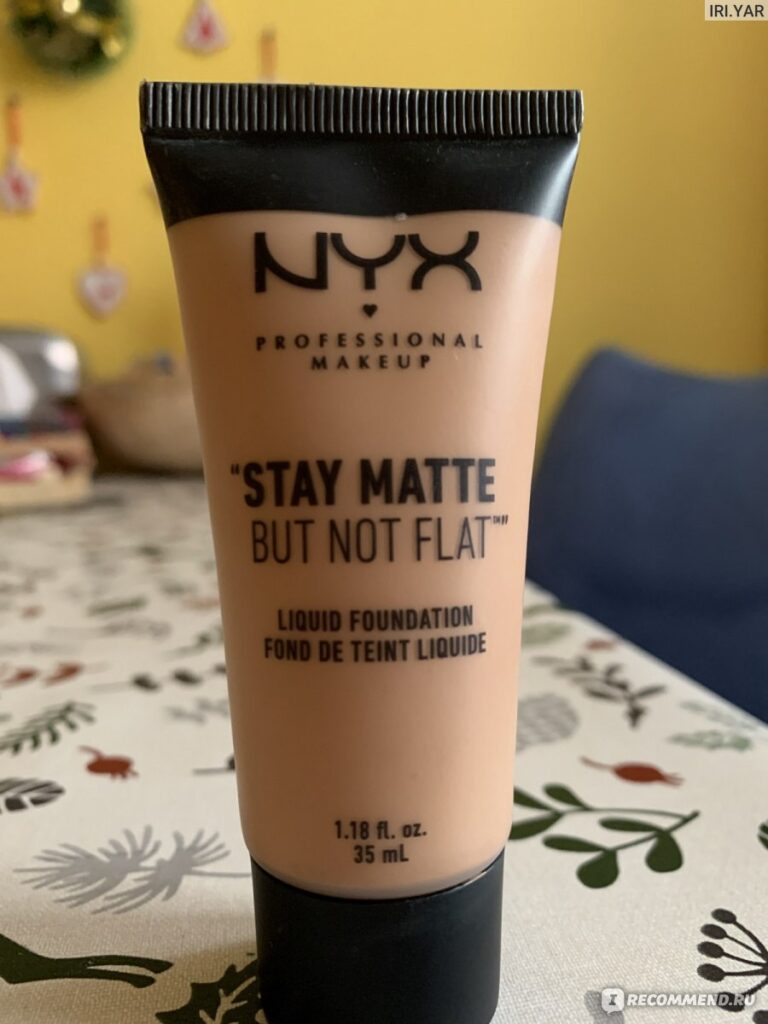 IRI.YAR
NYX
PROFESSIONAL
MAKEUP
"STAY MATTE
BUT NOT FLAT™"
LIQUID FOUNDATION
FOND DE TEINT LIQUIDE
1.18 fl. oz.
35 mL
RECOMMEND.RU